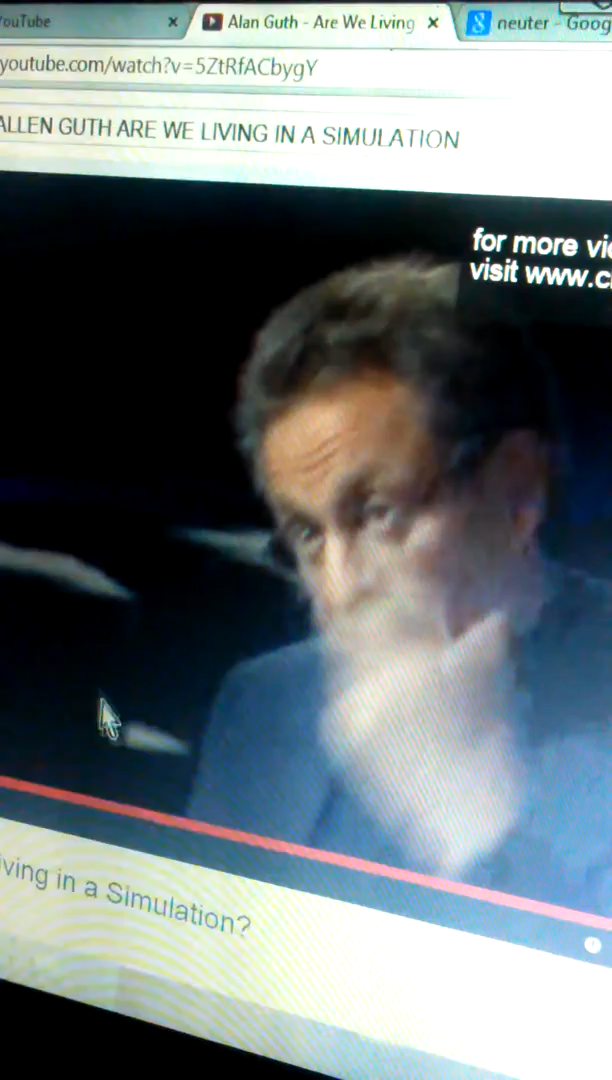 YouTube
Alan Guth - Are We Living
neuter - Goog
youtube.com/watch?v=5ZtRfACbygY
ALLEN GUTH ARE WE LIVING IN A SIMULATION
for more vi
visit www.c
iving in a Simulation?